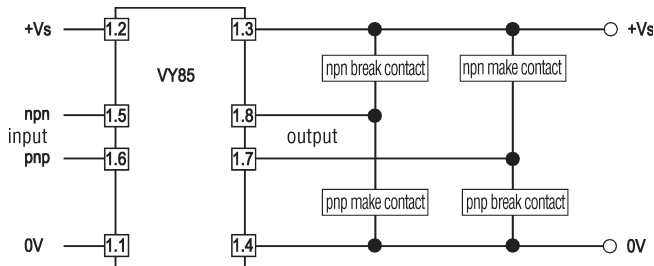 +Vs 1.2 1.3 +Vs
VY85 npn break contact npn make contact
npn 1.5 1.8
input output
pnp 1.6 1.7
pnp make contact pnp break contact
0V 1.1 1.4 0V